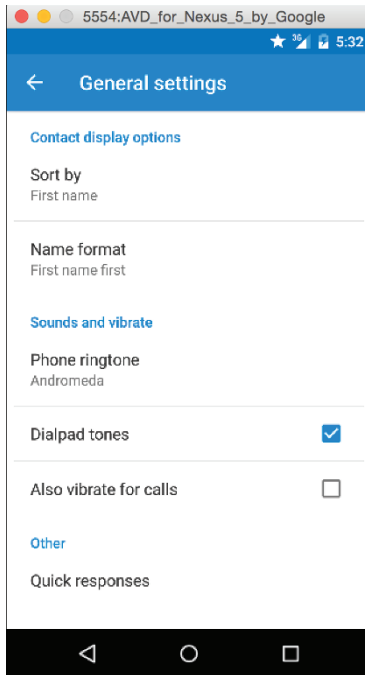 5554:AVD_for_Nexus_5_by_Google
3G 5:32
General settings
Contact display options
Sort by
First name
Name format
First name first
Sounds and vibrate
Phone ringtone
Andromeda
Dialpad tones
Also vibrate for calls
Other
Quick responses